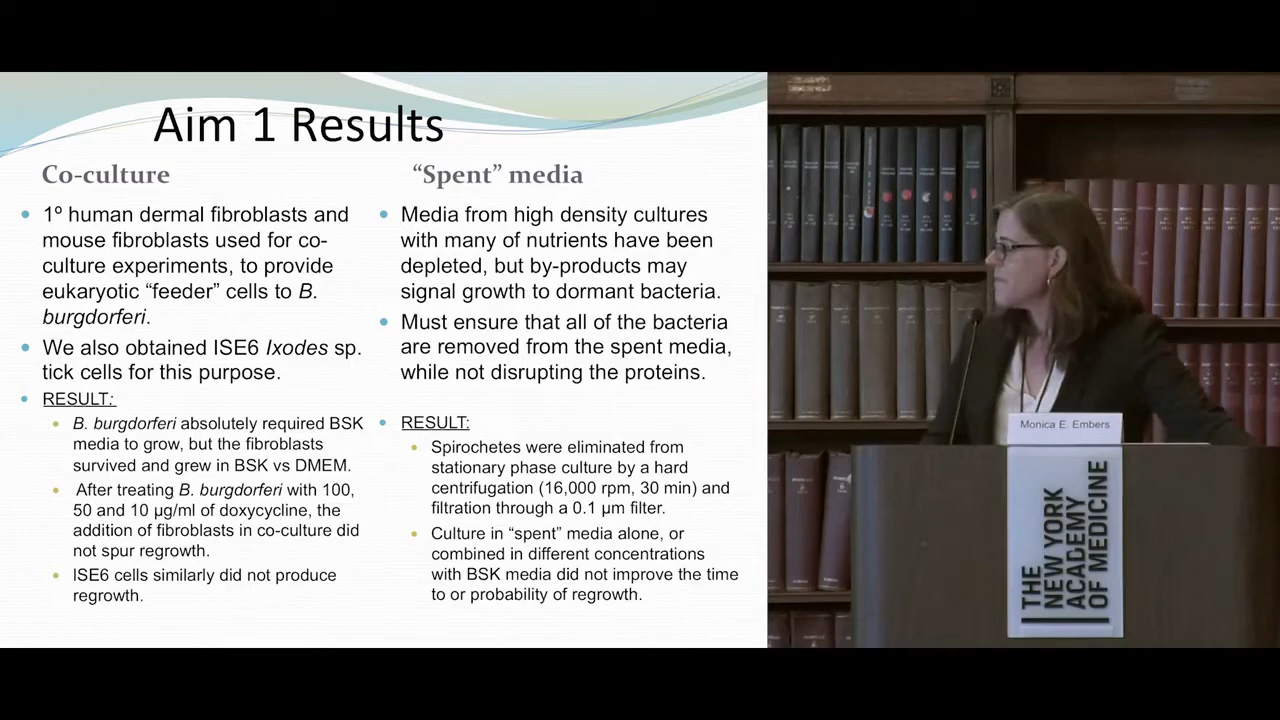 Aim 1 Results
Co-culture
• 1º human dermal fibroblasts and
mouse fibroblasts used for co-
culture experiments, to provide
eukaryotic “feeder” cells to B.
burgdorferi.
• We also obtained ISE6 Ixodes sp.
tick cells for this purpose.
• RESULT:
• B. burgdorferi absolutely required BSK
media to grow, but the fibroblasts
survived and grew in BSK vs DMEM.
• After treating B. burgdorferi with 100,
50 and 10 µg/ml of doxycycline, the
addition of fibroblasts in co-culture did
not spur regrowth.
• ISE6 cells similarly did not produce
regrowth.
“Spent” media
• Media from high density cultures
with many of nutrients have been
depleted, but by-products may
signal growth to dormant bacteria.
• Must ensure that all of the bacteria
are removed from the spent media,
while not disrupting the proteins.
• RESULT:
• Spirochetes were eliminated from
stationary phase culture by a hard
centrifugation (16,000 rpm, 30 min) and
filtration through a 0.1 µm filter.
• Culture in “spent” media alone, or
combined in different concentrations
with BSK media did not improve the time
to or probability of regrowth.
Monica E. Embers
THE
NEW YORK
ACADEMY
OF MEDICINE